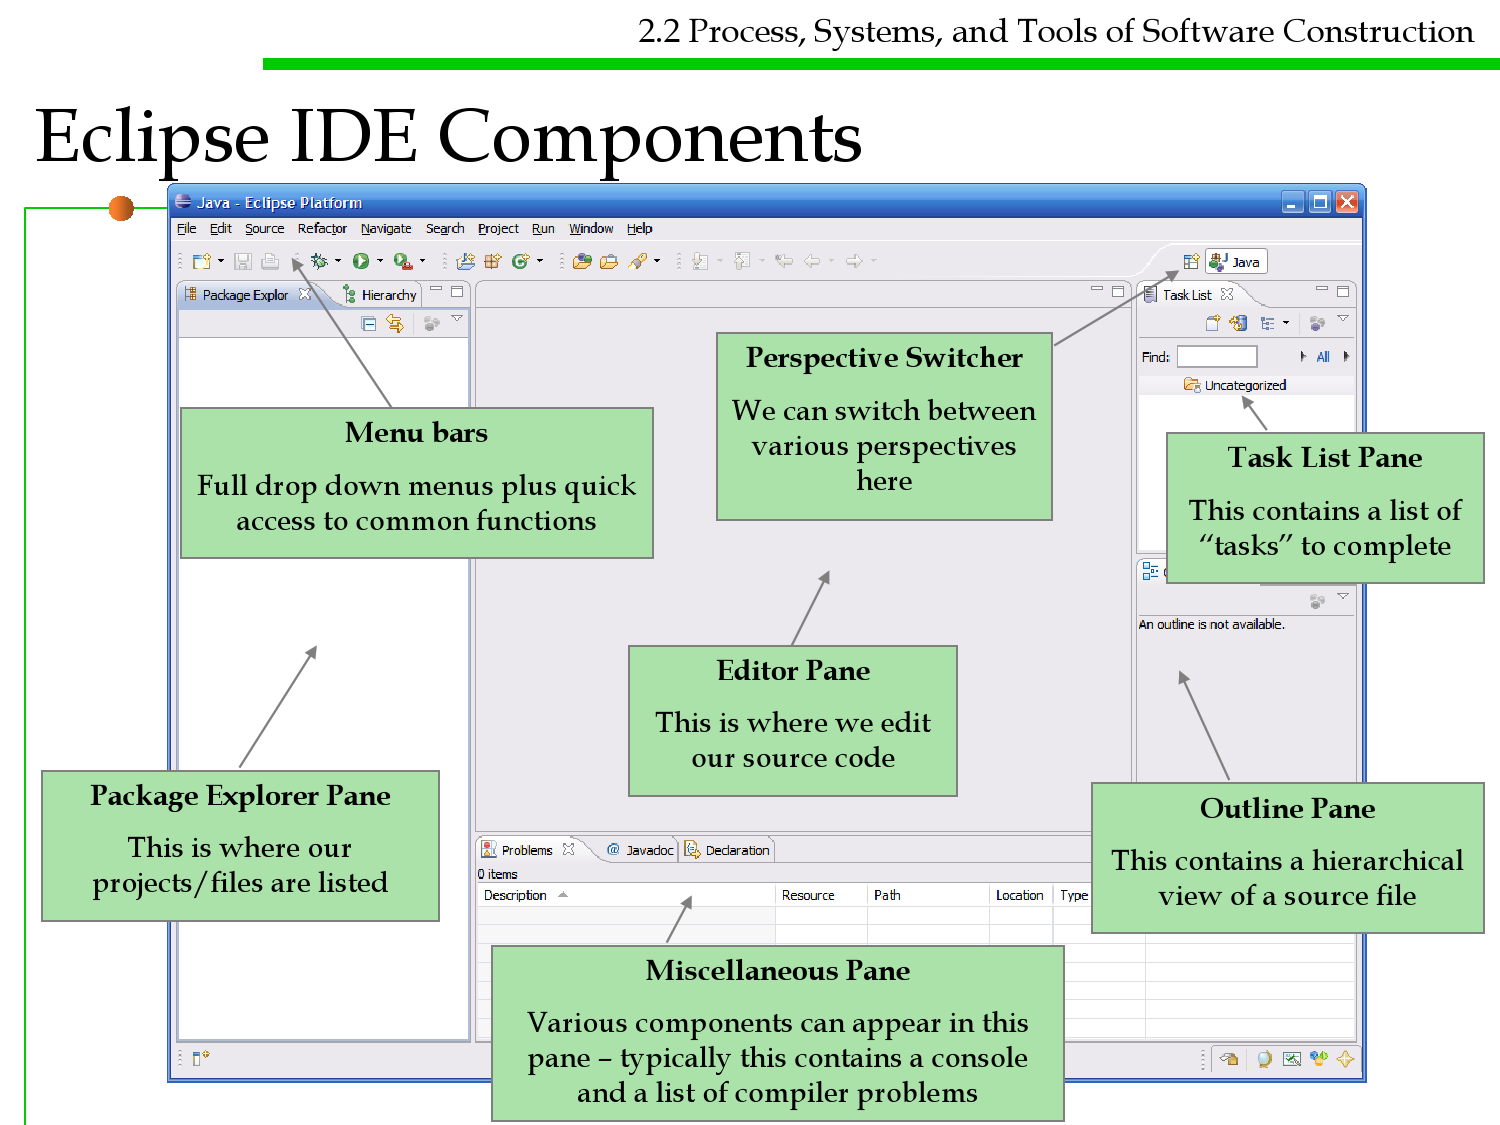 2.2 Process, Systems, and Tools of Software Construction
Eclipse IDE Components
Java - Eclipse Platform
File Edit Source Refactor Navigate Search Project Run Window Help
Java
Package Explor Hierarchy
Task List
Find: All
Uncategorized
Perspective Switcher
We can switch between
various perspectives
here
Menu bars
Full drop down menus plus quick
access to common functions
Task List Pane
This contains a list of
“tasks” to complete
An outline is not available.
Editor Pane
This is where we edit
our source code
Package Explorer Pane
This is where our
projects/files are listed
Outline Pane
This contains a hierarchical
view of a source file
Problems Javadoc Declaration
0 items
Description Resource Path Location Type
Miscellaneous Pane
Various components can appear in this
pane – typically this contains a console
and a list of compiler problems